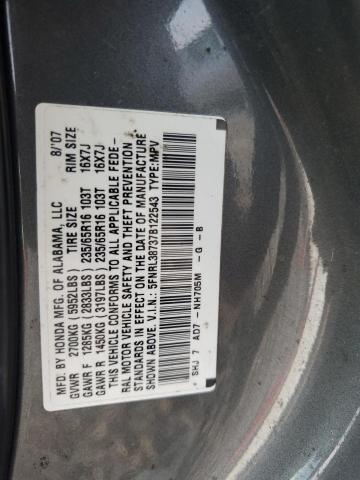 MFD. BY HONDA MFG. OF ALABAMA, LLC 8/'07
GVWR 2700KG (5952LBS) TIRE SIZE RIM SIZE
GAWR F 1285KG (2833LBS) 235/65R16 103T 16X7J
GAWR R 1450KG (3197LBS) 235/65R16 103T 16X7J
THIS VEHICLE CONFORMS TO ALL APPLICABLE FEDE-
RAL MOTOR VEHICLE SAFETY AND THEFT PREVENTION
STANDARDS IN EFFECT ON THE DATE OF MANUFACTURE
SHOWN ABOVE. V.I.N.: 5FNRL38737B122543 TYPE:MPV
SHJ 7 AD7 -NH705M -G -B